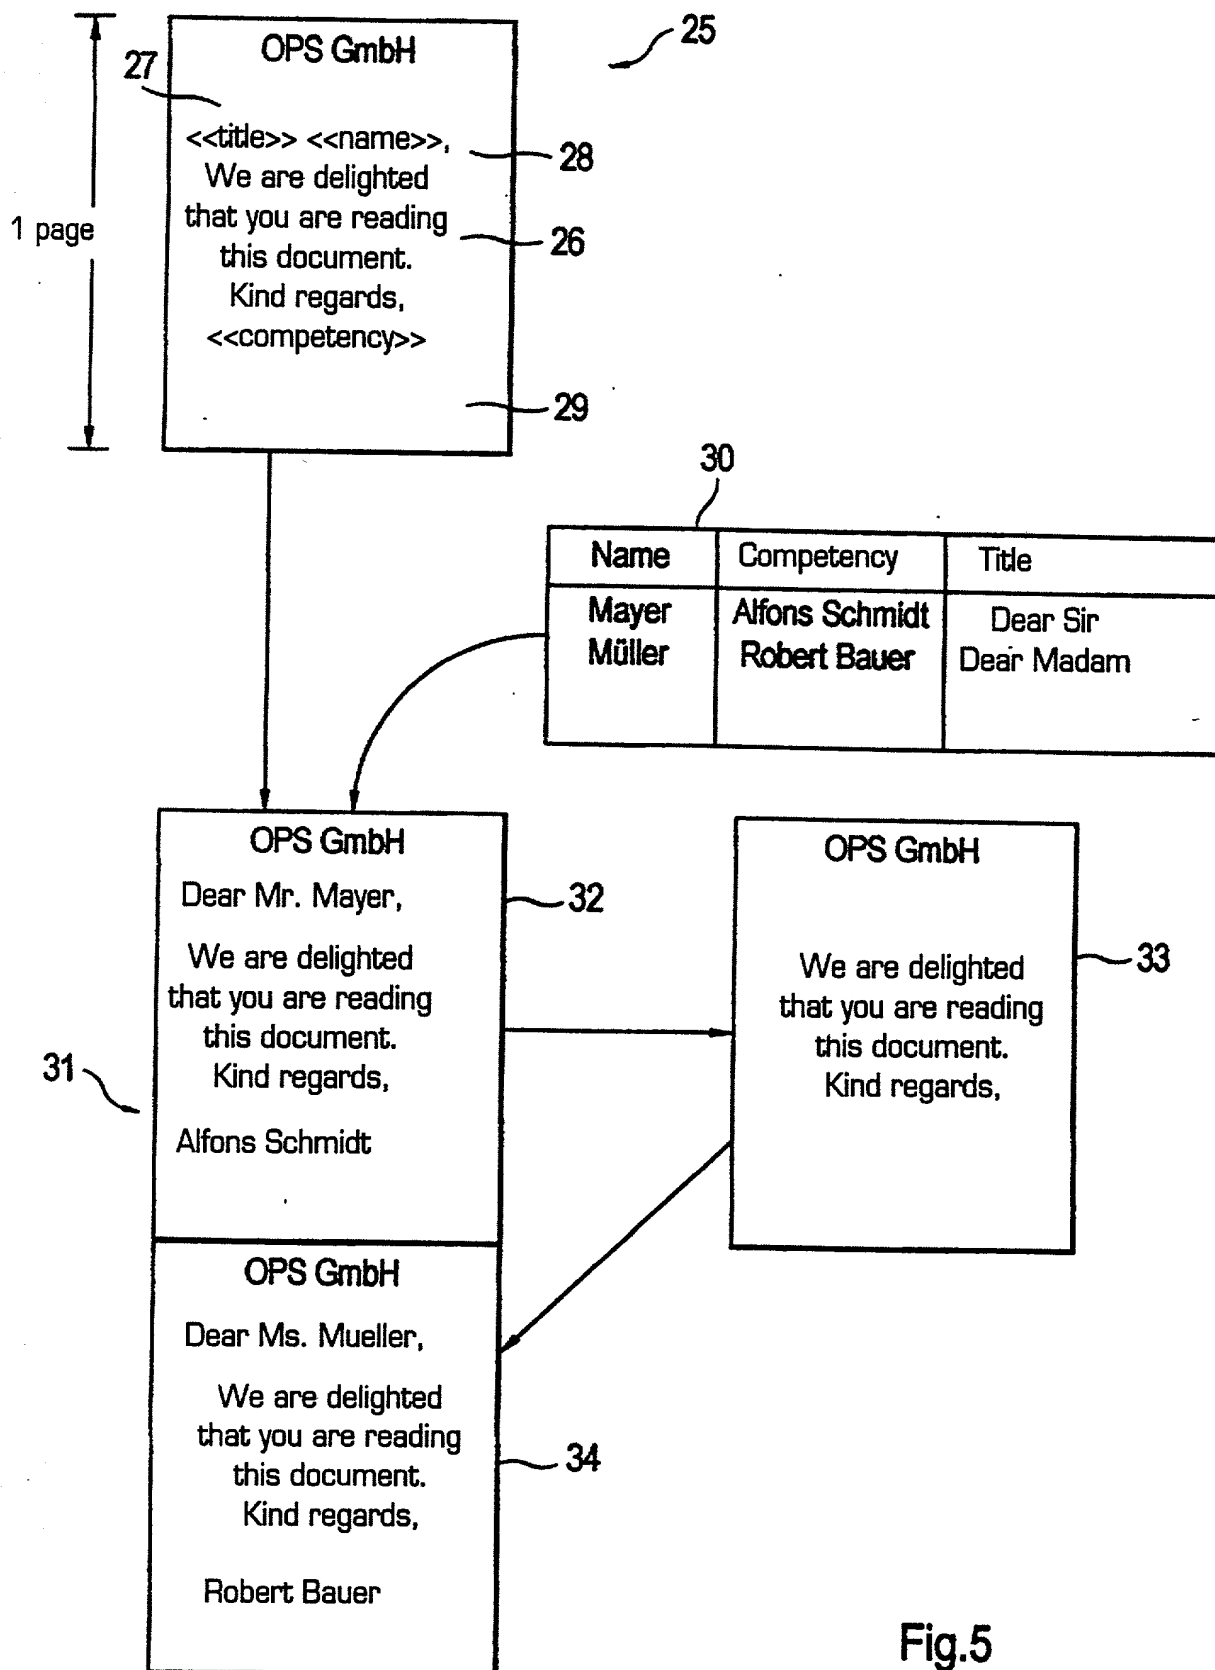 OPS GmbH
25
27
<<title>> <<name>>,
28
We are delighted
that you are reading
1 page
26
this document.
Kind regards,
<<competency>>
29
30
Name Competency Title
Mayer Alfons Schmidt Dear Sir
Müller Robert Bauer Dear Madam
OPS GmbH
Dear Mr. Mayer,
32
We are delighted
that you are reading
this document.
Kind regards,
31
Alfons Schmidt
OPS GmbH
33
We are delighted
that you are reading
this document.
Kind regards,
OPS GmbH
Dear Ms. Mueller,
We are delighted
that you are reading
34
this document.
Kind regards,
Robert Bauer
Fig.5